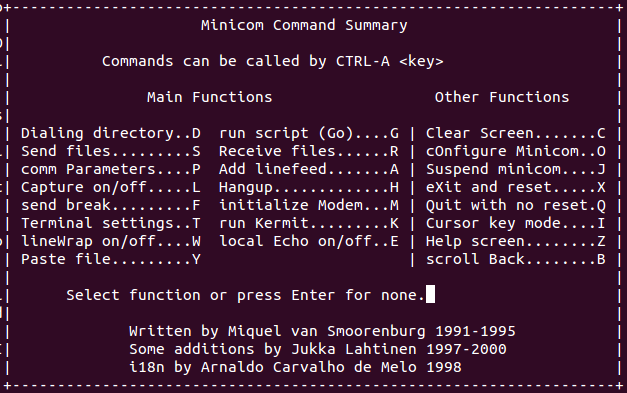 Minicom Command Summary
Commands can be called by CTRL-A <key>
Main Functions Other Functions
Dialing directory..D run script (Go)....G | Clear Screen.......C
Send files.........S Receive files......R | cOnfigure Minicom..O
comm Parameters....P Add linefeed.......A | Suspend minicom....J
Capture on/off.....L Hangup.............H | eXit and reset.....X
send break.........F initialize Modem...M | Quit with no reset.Q
Terminal settings..T run Kermit.........K | Cursor key mode....I
lineWrap on/off....W local Echo on/off..E | Help screen........Z
Paste file.........Y | scroll Back........B
Select function or press Enter for none.
Written by Miquel van Smoorenburg 1991-1995
Some additions by Jukka Lahtinen 1997-2000
i18n by Arnaldo Carvalho de Melo 1998